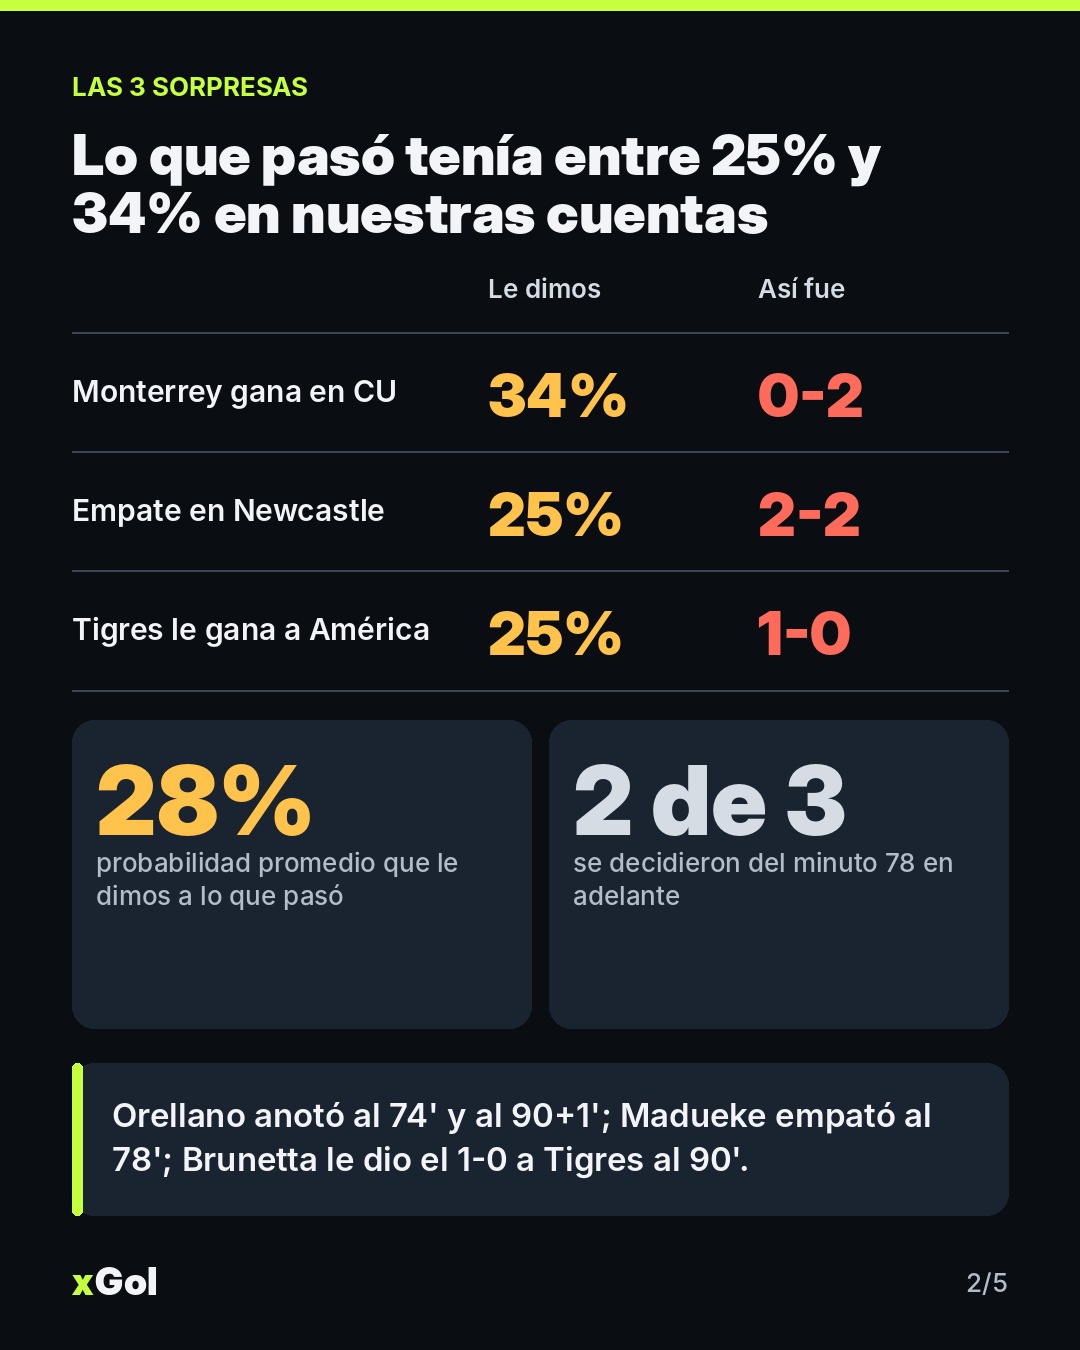 LAS 3 SORPRESAS
Lo que pasó tenía entre 25% y
34% en nuestras cuentas
Le dimos Así fue
Monterrey gana en CU 34% 0-2
Empate en Newcastle 25% 2-2
Tigres le gana a América 25% 1-0
28%
probabilidad promedio que le
dimos a lo que pasó
2 de 3
se decidieron del minuto 78 en
adelante
Orellano anotó al 74' y al 90+1'; Madueke empató al
78'; Brunetta le dio el 1-0 a Tigres al 90'.
xGol 2/5